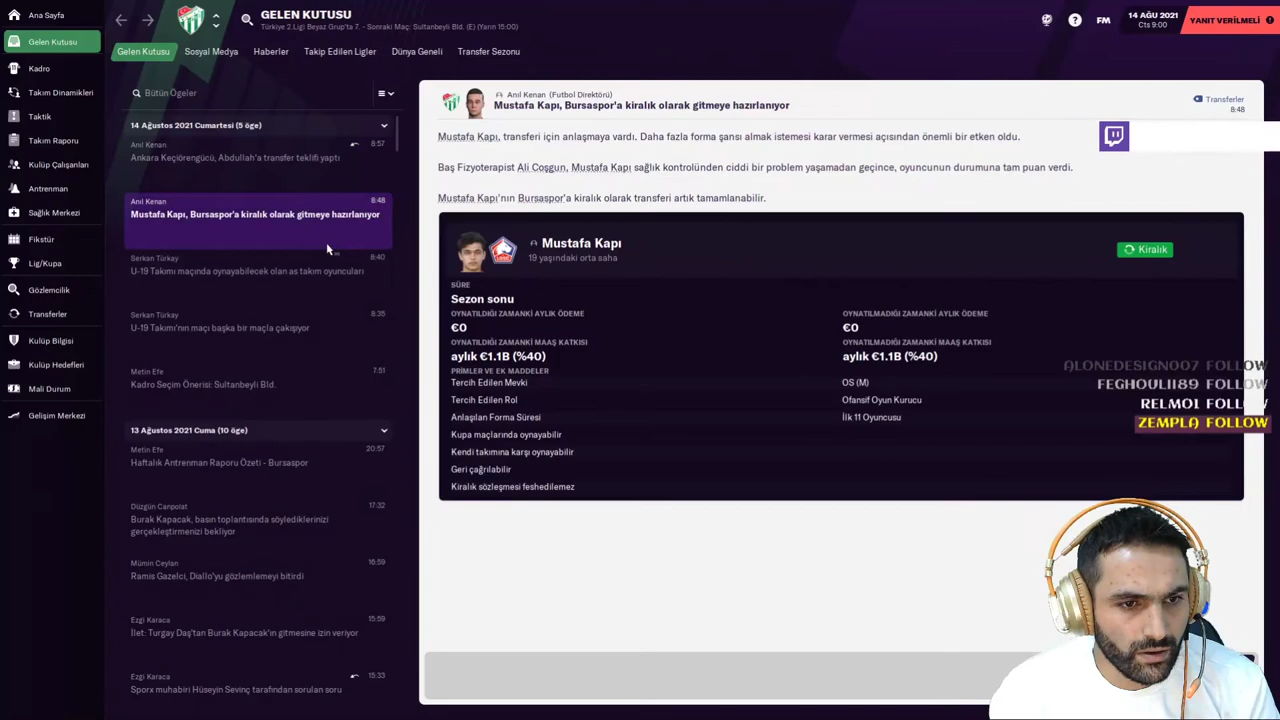 Ana Sayfa
Gelen Kutusu
Kadro
Takım Dinamikleri
Taktik
Takım Raporu
Kulüp Çalışanları
Antrenman
Sağlık Merkezi
Fikstür
Lig/Kupa
Gözlemcilik
Transferler
Kulüp Bilgisi
Kulüp Hedefleri
Mali Durum
Gelişim Merkezi
GELEN KUTUSU
Türkiye 2.Ligi Beyaz Grup'ta 7. - Sonraki Maç: Sultanbeyli Bld. (E) (Yarın 15:00)
FM
14 AĞU 2021
Cts 9:00
YANIT VERİLMELİ
Gelen Kutusu
Sosyal Medya
Haberler
Takip Edilen Ligler
Dünya Geneli
Transfer Sezonu
Bütün Ögeler
14 Ağustos 2021 Cumartesi (5 öge)
Anıl Kenan 8:57
Ankara Keçiörengücü, Abdullah'a transfer teklifi yaptı
Anıl Kenan 8:48
Mustafa Kapı, Bursaspor'a kiralık olarak gitmeye hazırlanıyor
Serkan Türkay 8:40
U-19 Takımı maçında oynayabilecek olan as takım oyuncuları
Serkan Türkay 8:35
U-19 Takımı'nın maçı başka bir maçla çakışıyor
Metin Efe 7:51
Kadro Seçim Önerisi: Sultanbeyli Bld.
13 Ağustos 2021 Cuma (10 öge)
Metin Efe 20:57
Haftalık Antrenman Raporu Özeti - Bursaspor
Düzgün Canpolat 17:32
Burak Kapacak, basın toplantısında söylediklerinizi
gerçekleştirmenizi bekliyor
Mümin Ceylan 16:59
Ramis Gazelci, Diallo'yu gözlemlemeyi bitirdi
Ezgi Karaca 15:59
İlet: Turgay Daş'tan Burak Kapacak'ın gitmesine izin veriyor
Ezgi Karaca 15:33
Sporx muhabiri Hüseyin Sevinç tarafından sorulan soru
Anıl Kenan (Futbol Direktörü)
Mustafa Kapı, Bursaspor'a kiralık olarak gitmeye hazırlanıyor
Transferler
8:48
Mustafa Kapı, transferi için anlaşmaya vardı. Daha fazla forma şansı almak istemesi karar vermesi açısından önemli bir etken oldu.
Baş Fizyoterapist Ali Coşgun, Mustafa Kapı sağlık kontrolünden ciddi bir problem yaşamadan geçince, oyuncunun durumuna tam puan verdi.
Mustafa Kapı'nın Bursaspor'a kiralık olarak transferi artık tamamlanabilir.
Mustafa Kapı
19 yaşındaki orta saha
Kiralık
SÜRE
Sezon sonu
OYNATILDIĞI ZAMANKİ AYLIK ÖDEME
€0
OYNATILMADIĞI ZAMANKİ AYLIK ÖDEME
€0
OYNATILDIĞI ZAMANKİ MAAŞ KATKISI
aylık €1.1B (%40)
OYNATILMADIĞI ZAMANKİ MAAŞ KATKISI
aylık €1.1B (%40)
PRİMLER VE EK MADDELER
Tercih Edilen Mevki OS (M)
Tercih Edilen Rol Ofansif Oyun Kurucu
Anlaşılan Forma Süresi İlk 11 Oyuncusu
Kupa maçlarında oynayabilir
Kendi takımına karşı oynayabilir
Geri çağrılabilir
Kiralık sözleşmesi feshedilemez
ALONEDESIGN007 FOLLOW
FEGHOULI89 FOLLOW
RELMO1 FOLLOW
ZEMPLA FOLLOW